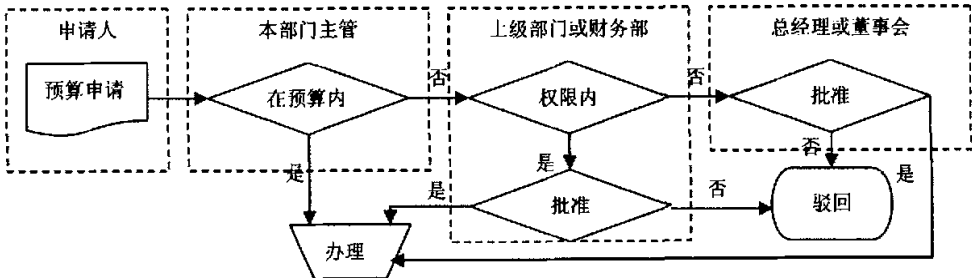 申请人
本部门主管
上级部门或财务部
总经理或董事会
预算申请
在预算内
否
权限内
否
批准
是
是
否
是
是
批准
否
驳回
办理